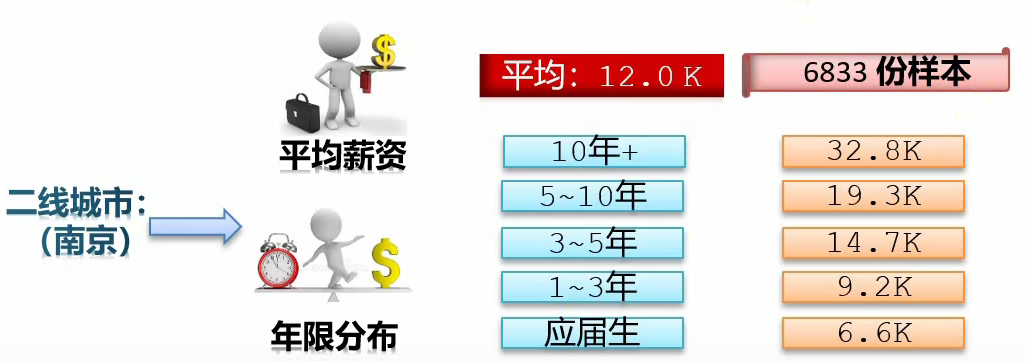 平均: 12.0 K
6833 份样本
平均薪资
10年+
32.8K
5~10年
19.3K
二线城市:
(南京)
3~5年
14.7K
1~3年
9.2K
年限分布
应届生
6.6K